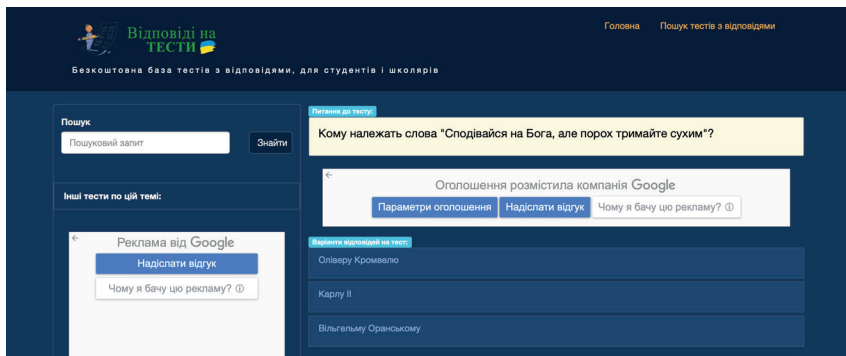 Відповіді на
ТЕСТИ
Головна Пошук тестів з відповідями
Безкоштовна база тестів з відповідями, для студентів і школярів
Пошук
Пошуковий запит Знайти
Інші тести по цій темі:
Реклама від Google
Надіслати відгук
Чому я бачу цю рекламу?
Питання до тесту:
Кому належать слова "Сподівайся на Бога, але порох тримайте сухим"?
Оголошення розмістила компанія Google
Параметри оголошення Надіслати відгук Чому я бачу цю рекламу?
Варіанти відповідей на тест:
Оліверу Кромвелю
Карлу ІІ
Вільгельму Оранському